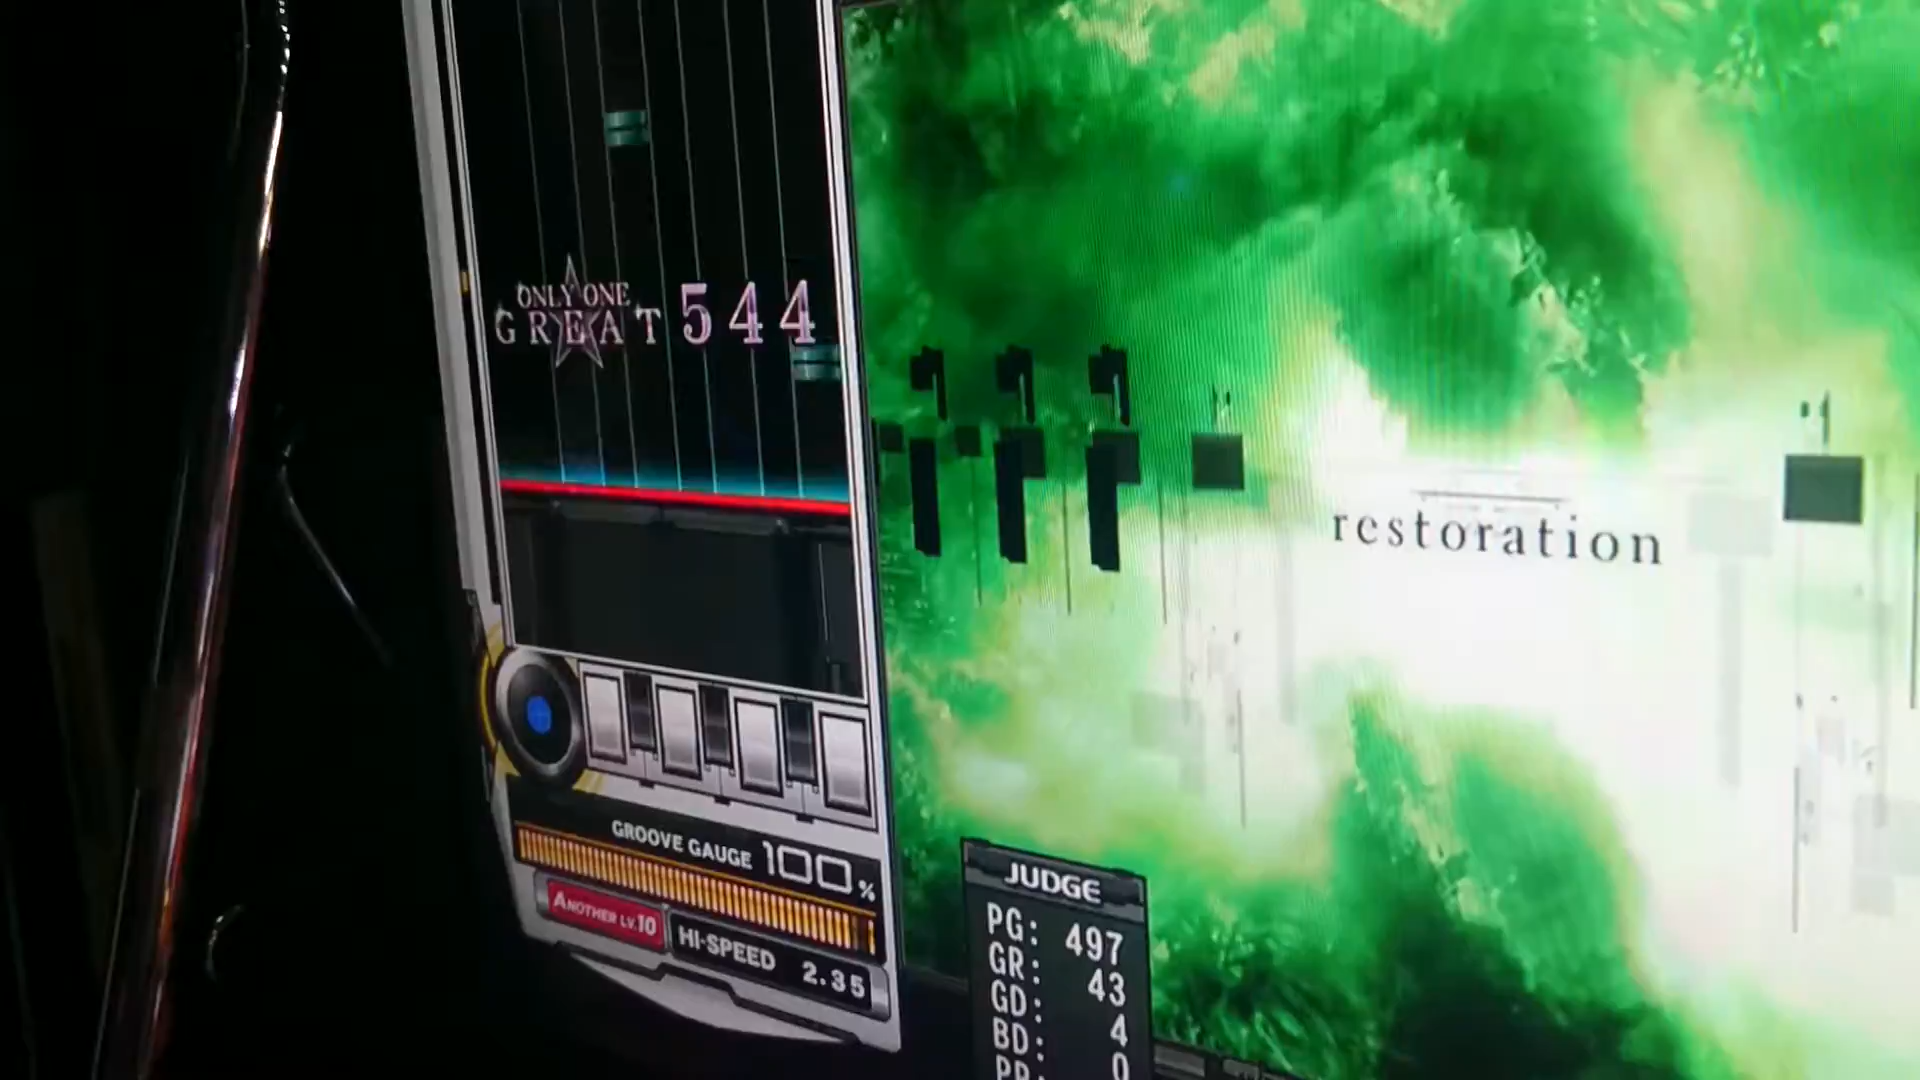 ONLY ONE
GREAT 544
restoration
GROOVE GAUGE 100%
ANOTHER LV.10
HI-SPEED 2.35
JUDGE
PG: 497
GR: 43
GD: 4
BD: 0